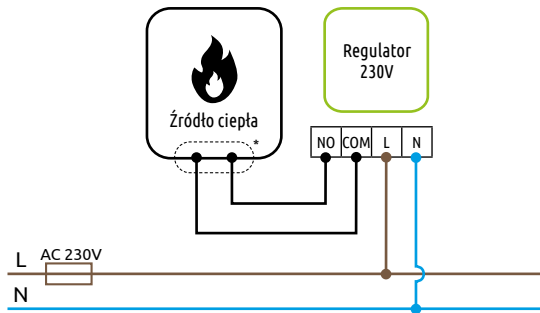 Regulator
230V
Źródło ciepła
*
NO COM L N
L AC 230V
N